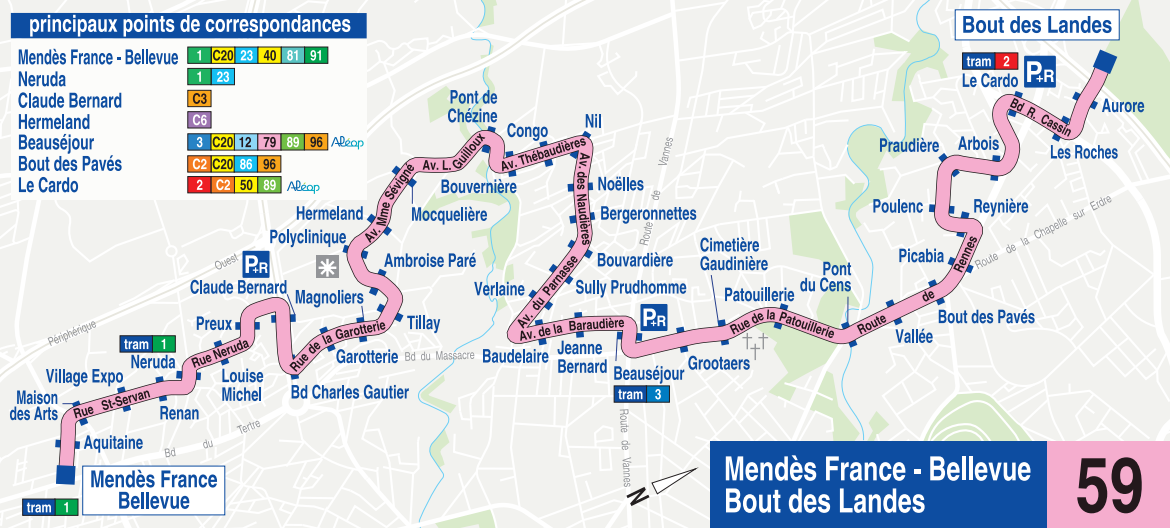 principaux points de correspondances
Mendès France - Bellevue 1 C20 23 40 81 91
Neruda 1 23
Claude Bernard C3
Hermeland C6
Beauséjour 3 C20 12 79 89 96 Aléop
Bout des Pavés C2 C20 86 96
Le Cardo 2 C2 50 89 Aléop
Bout des Landes
tram 2
P+R
Le Cardo
Bd R. Cassin
Aurore
Les Roches
Arbois
Praudière
Poulenc
Reynière
Route de la Chapelle sur Erdre
Picabia
Route de Rennes
Bout des Pavés
Vallée
Pont
du Cens
Patouillerie
Rue de la Patouillerie
Cimetière
Gaudinière
Grootaers
P+R
Beauséjour
tram 3
Route de Vannes
Route de Vannes
Jeanne
Bernard
Av. de la Baraudière
Baudelaire
Verlaine
Av. du Parnasse
Sully Prudhomme
Bouvardière
Bergeronnettes
Noëlles
Av. des Naudières
Nil
Av. Thébaudières
Congo
Bouvernière
Pont de
Chézine
Av. L. Guilloux
Mocquelière
Av. Mme Sévigné
Hermeland
Polyclinique
Ambroise Paré
Tillay
Magnoliers
Rue de la Garotterie
Garotterie
Bd du Massacre
Bd Charles Gautier
P+R
Claude Bernard
Ouest
Périphérique
Preux
Louise
Michel
Rue Neruda
tram 1
Neruda
Renan
Village Expo
Rue St-Servan
Maison
des Arts
Aquitaine
Bd du Tertre
Mendès France
Bellevue
tram 1
N
Mendès France - Bellevue
Bout des Landes
59